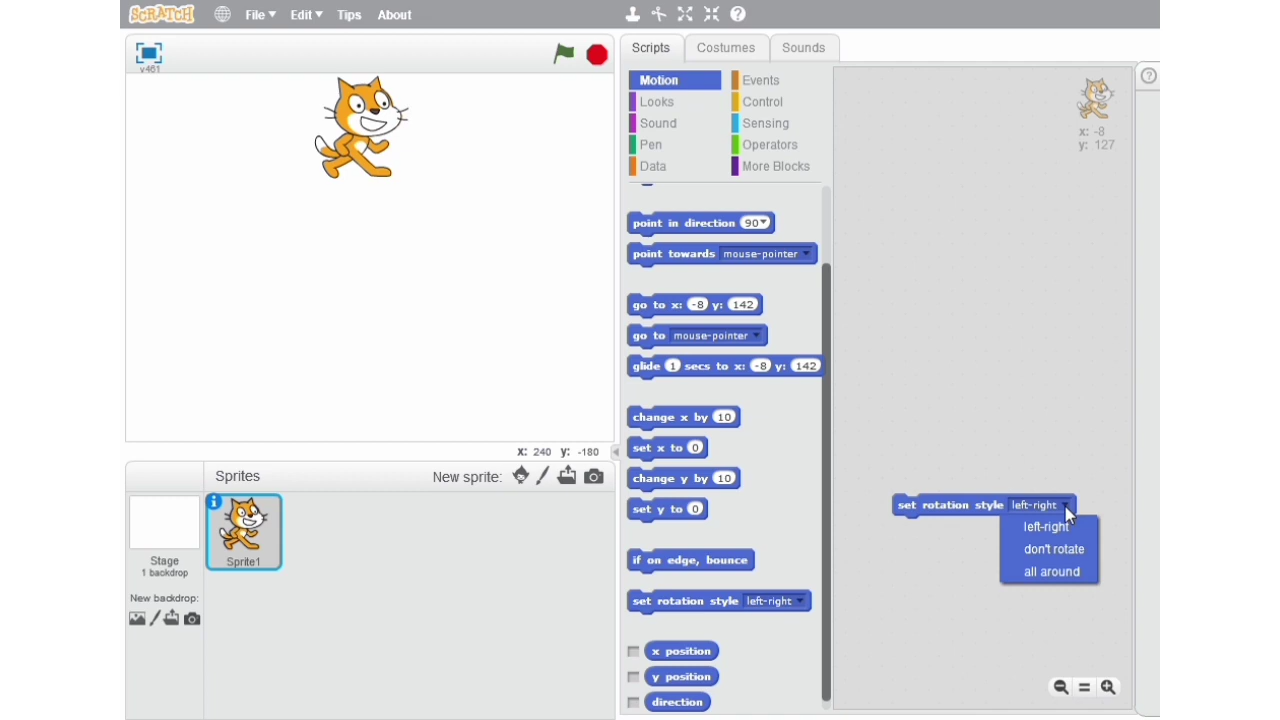 SCRATCH File Edit Tips About
v461
Scripts Costumes Sounds
Motion Events
Looks Control
Sound Sensing
Pen Operators
Data More Blocks
x: -8
y: 127
point in direction 90
point towards mouse-pointer
go to x: -8 y: 142
go to mouse-pointer
glide 1 secs to x: -8 y: 142
change x by 10
set x to 0
change y by 10
set y to 0
if on edge, bounce
set rotation style left-right
x position
y position
direction
set rotation style left-right
left-right
don't rotate
all around
x: 240 y: -180
Sprites New sprite:
Sprite1
Stage
1 backdrop
New backdrop: